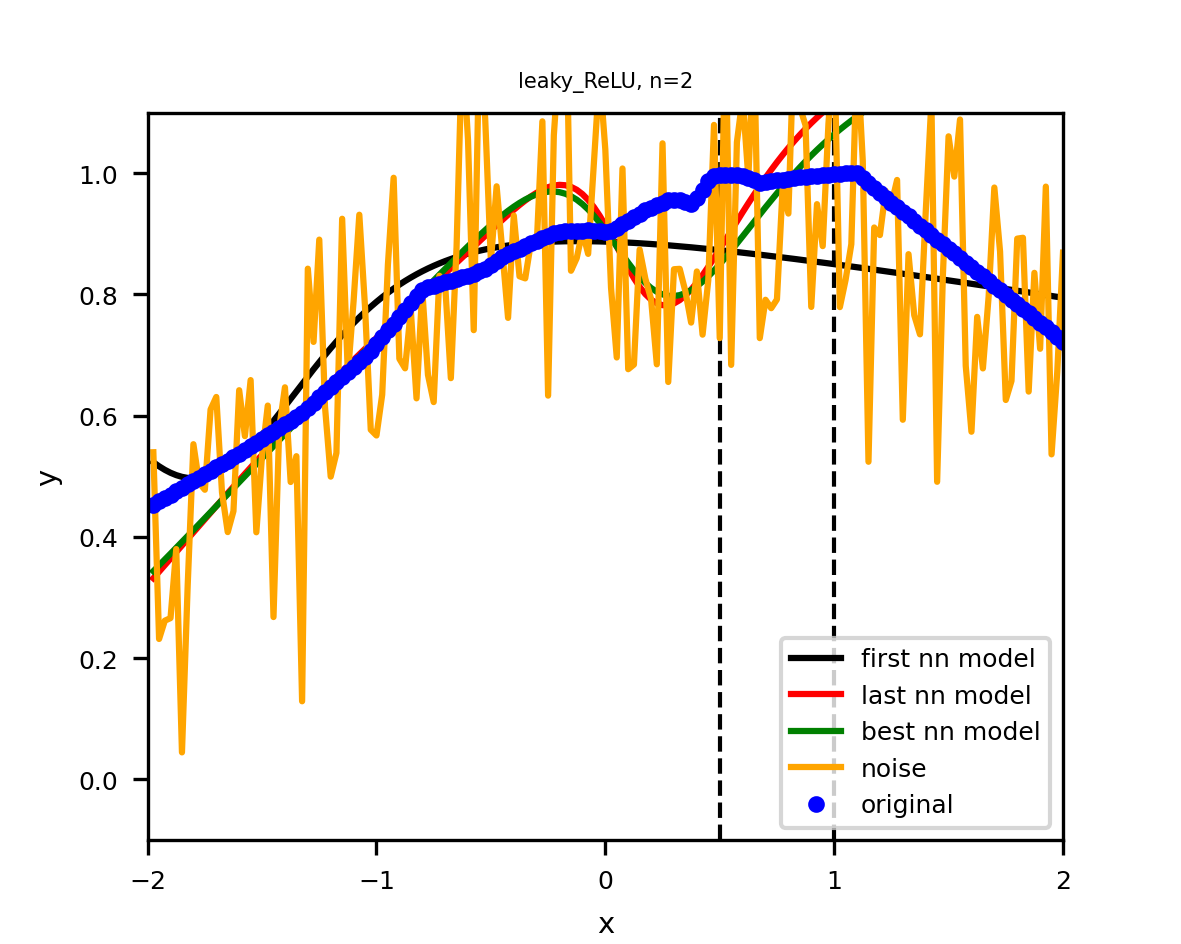 leaky_ReLU, n=2
1.0
0.8
0.6
0.4
0.2
0.0
y
−2
−1
0
1
2
x
first nn model
last nn model
best nn model
noise
original